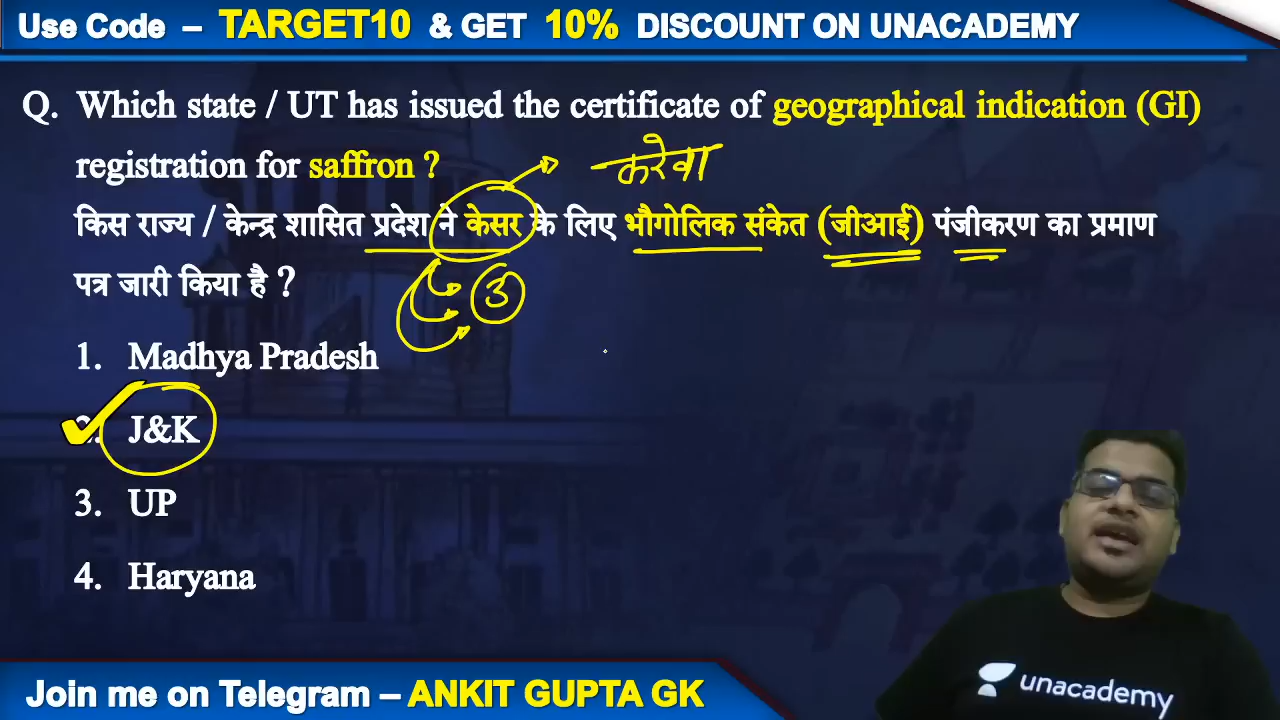 Use Code – TARGET10 & GET 10% DISCOUNT ON UNACADEMY
Q. Which state / UT has issued the certificate of geographical indication (GI)
registration for saffron ?
करेवा
किस राज्य / केन्द्र शासित प्रदेश ने केसर के लिए भौगोलिक संकेत (जीआई) पंजीकरण का प्रमाण
पत्र जारी किया है ?
3
1. Madhya Pradesh
2. J&K
3. UP
4. Haryana
unacademy
Join me on Telegram – ANKIT GUPTA GK